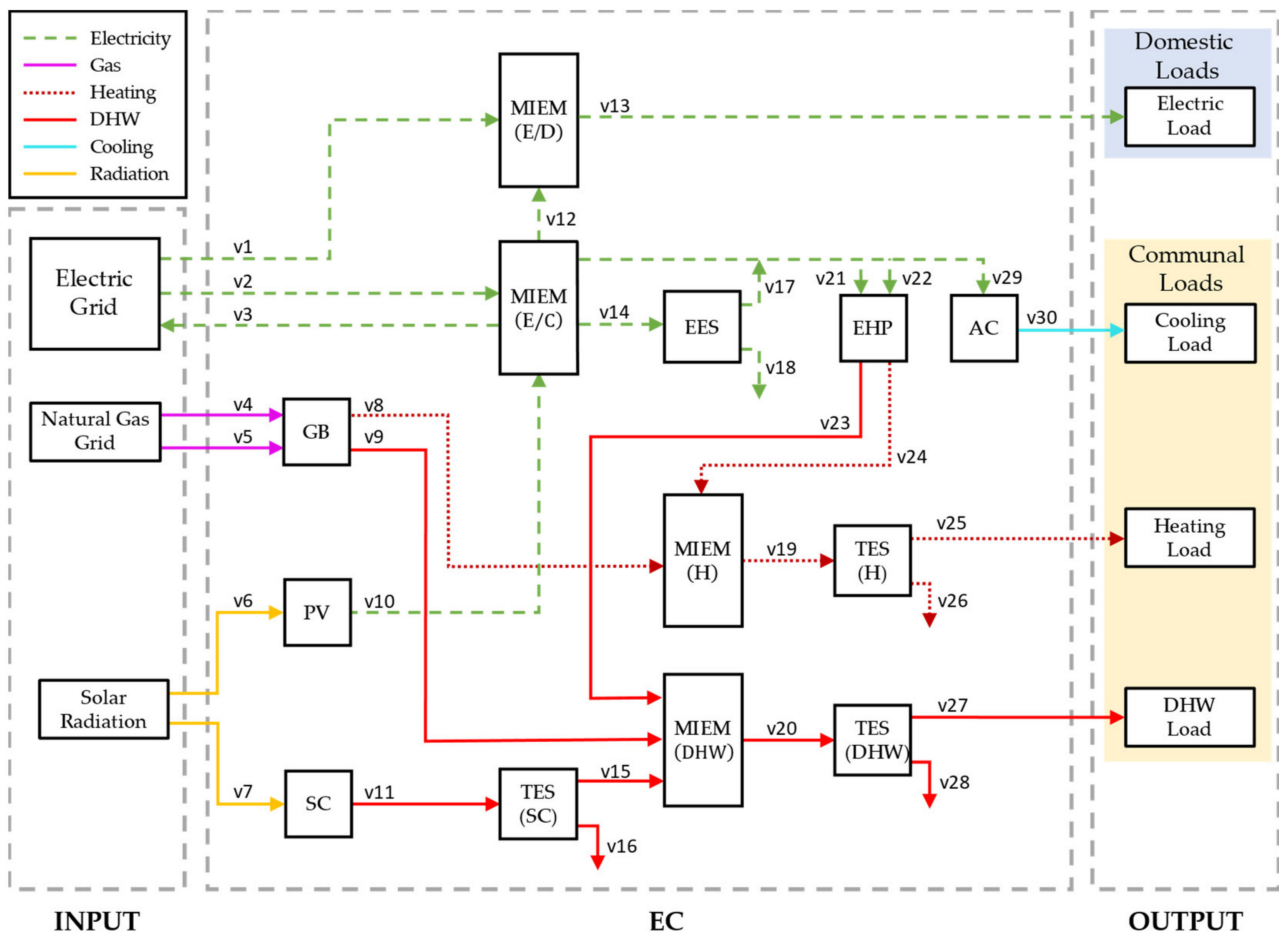 Electricity
Gas
Heating
DHW
Cooling
Radiation
Domestic
Loads
Electric
Load
MIEM
(E/D)
v13
v12
v1
v2
v3
Electric
Grid
MIEM
(E/C)
v14
EES
v17
v18
v21
v22
EHP
v29
AC
v30
Communal
Loads
Cooling
Load
Natural Gas
Grid
v4
v5
GB
v8
v9
v23
v24
MIEM
(H)
v19
TES
(H)
v25
v26
Heating
Load
v6
PV
v10
Solar
Radiation
v7
SC
v11
TES
(SC)
v15
v16
MIEM
(DHW)
v20
TES
(DHW)
v27
v28
DHW
Load
INPUT
EC
OUTPUT